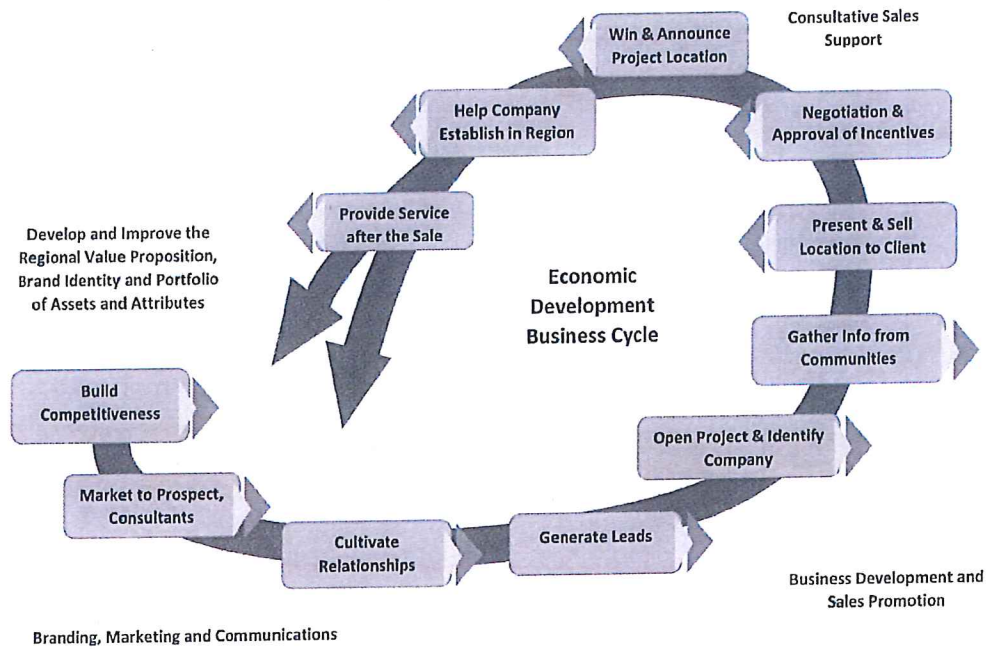 Consultative Sales
Support
Win & Announce
Project Location
Help Company
Establish in Region
Negotiation &
Approval of Incentives
Provide Service
after the Sale
Present & Sell
Location to Client
Develop and Improve the
Regional Value Proposition,
Brand Identity and Portfolio
of Assets and Attributes
Economic
Development
Business Cycle
Gather Info from
Communities
Build
Competitiveness
Open Project & Identify
Company
Market to Prospect,
Consultants
Cultivate
Relationships
Generate Leads
Business Development and
Sales Promotion
Branding, Marketing and Communications